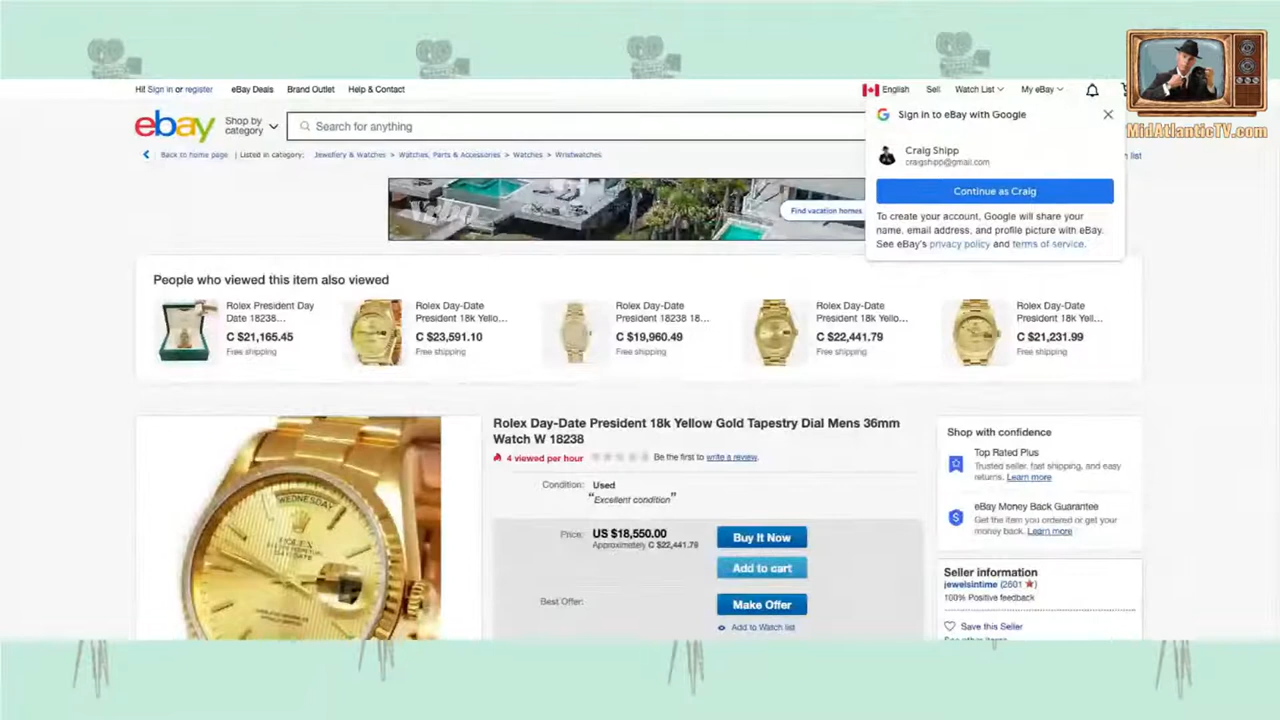 MidAtlanticTV.com
Hi! Sign in or register eBay Deals Brand Outlet Help & Contact English Sell Watch List My eBay
ebay Shop by category Search for anything
Back to home page | Listed in category: Jewellery & Watches > Watches, Parts & Accessories > Watches > Wristwatches
h list
Sign in to eBay with Google
Craig Shipp
craigshipp@gmail.com
Continue as Craig
To create your account, Google will share your
name, email address, and profile picture with eBay.
See eBay's privacy policy and terms of service.
Find vacation homes
People who viewed this item also viewed
Rolex President Day
Date 18238...
C $21,165.45
Free shipping
Rolex Day-Date
President 18k Yello...
C $23,591.10
Free shipping
Rolex Day-Date
President 18238 18...
C $19,960.49
Free shipping
Rolex Day-Date
President 18k Yello...
C $22,441.79
Free shipping
Rolex Day-Date
President 18k Yell...
C $21,231.99
Free shipping
WEDNESDAY
ROLEX
Rolex Day-Date President 18k Yellow Gold Tapestry Dial Mens 36mm
Watch W 18238
4 viewed per hour Be the first to write a review.
Condition: Used
"Excellent condition"
Price: US $18,550.00
Approximately C $22,441.79
Buy It Now
Add to cart
Best Offer:
Make Offer
Add to Watch list
Shop with confidence
Top Rated Plus
Trusted seller, fast shipping, and easy
returns. Learn more
eBay Money Back Guarantee
Get the item you ordered or get your
money back. Learn more
Seller information
jewelsintime (2601)
100% Positive feedback
Save this Seller